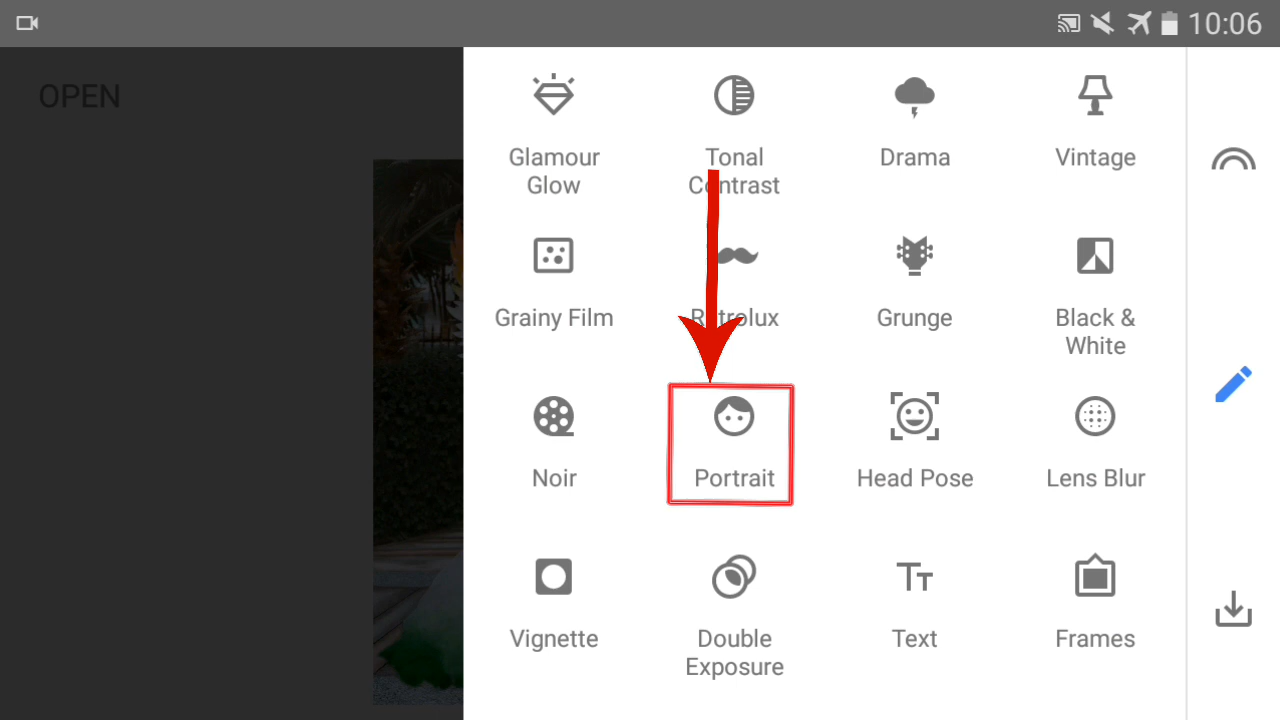 10:06
OPEN
Glamour
Glow
Tonal
Contrast
Drama
Vintage
Grainy Film
Retrolux
Grunge
Black &
White
Noir
Portrait
Head Pose
Lens Blur
Vignette
Double
Exposure
Text
Frames